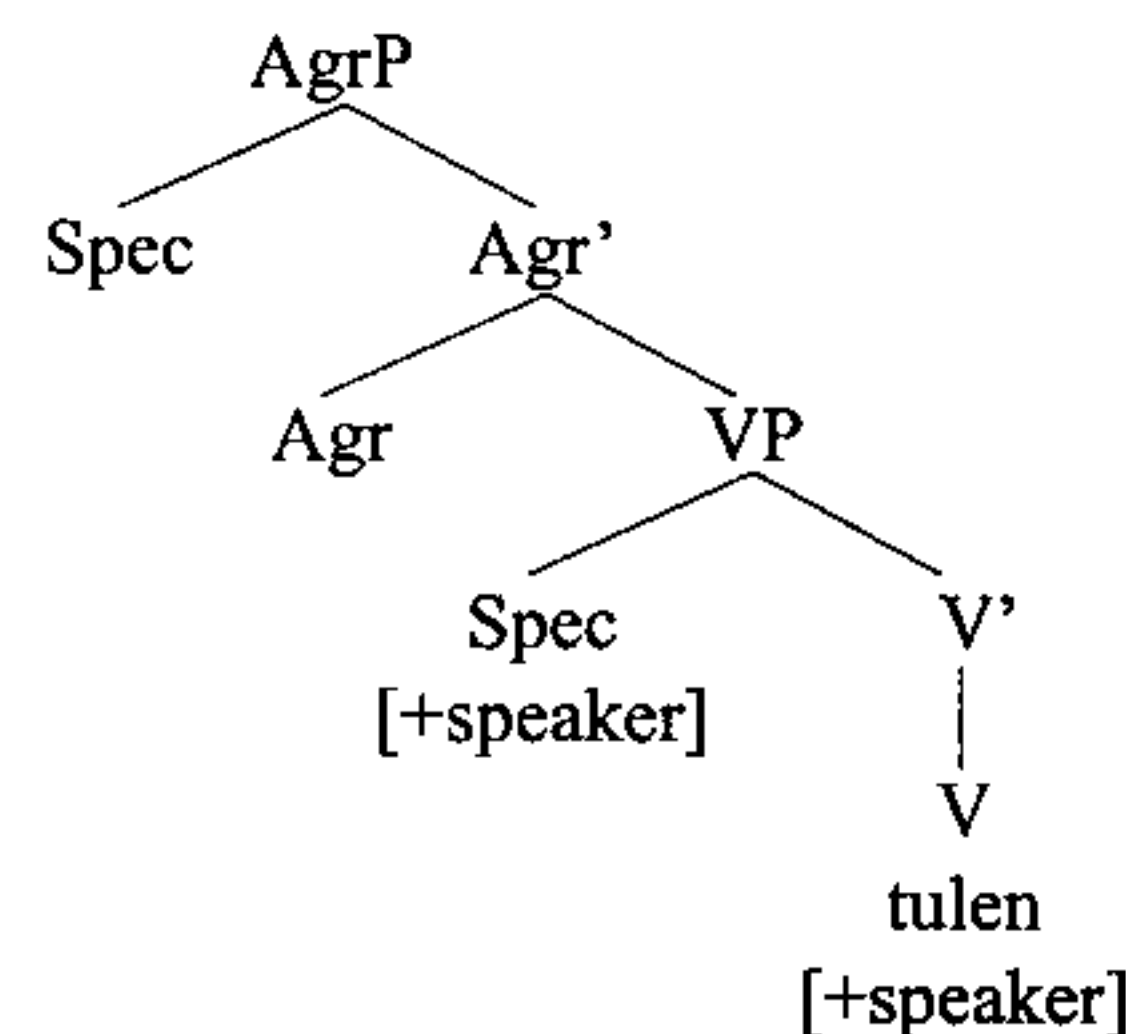 AgrP
Spec Agr’
Agr VP
Spec V’
[+speaker]
V
tulen
[+speaker]